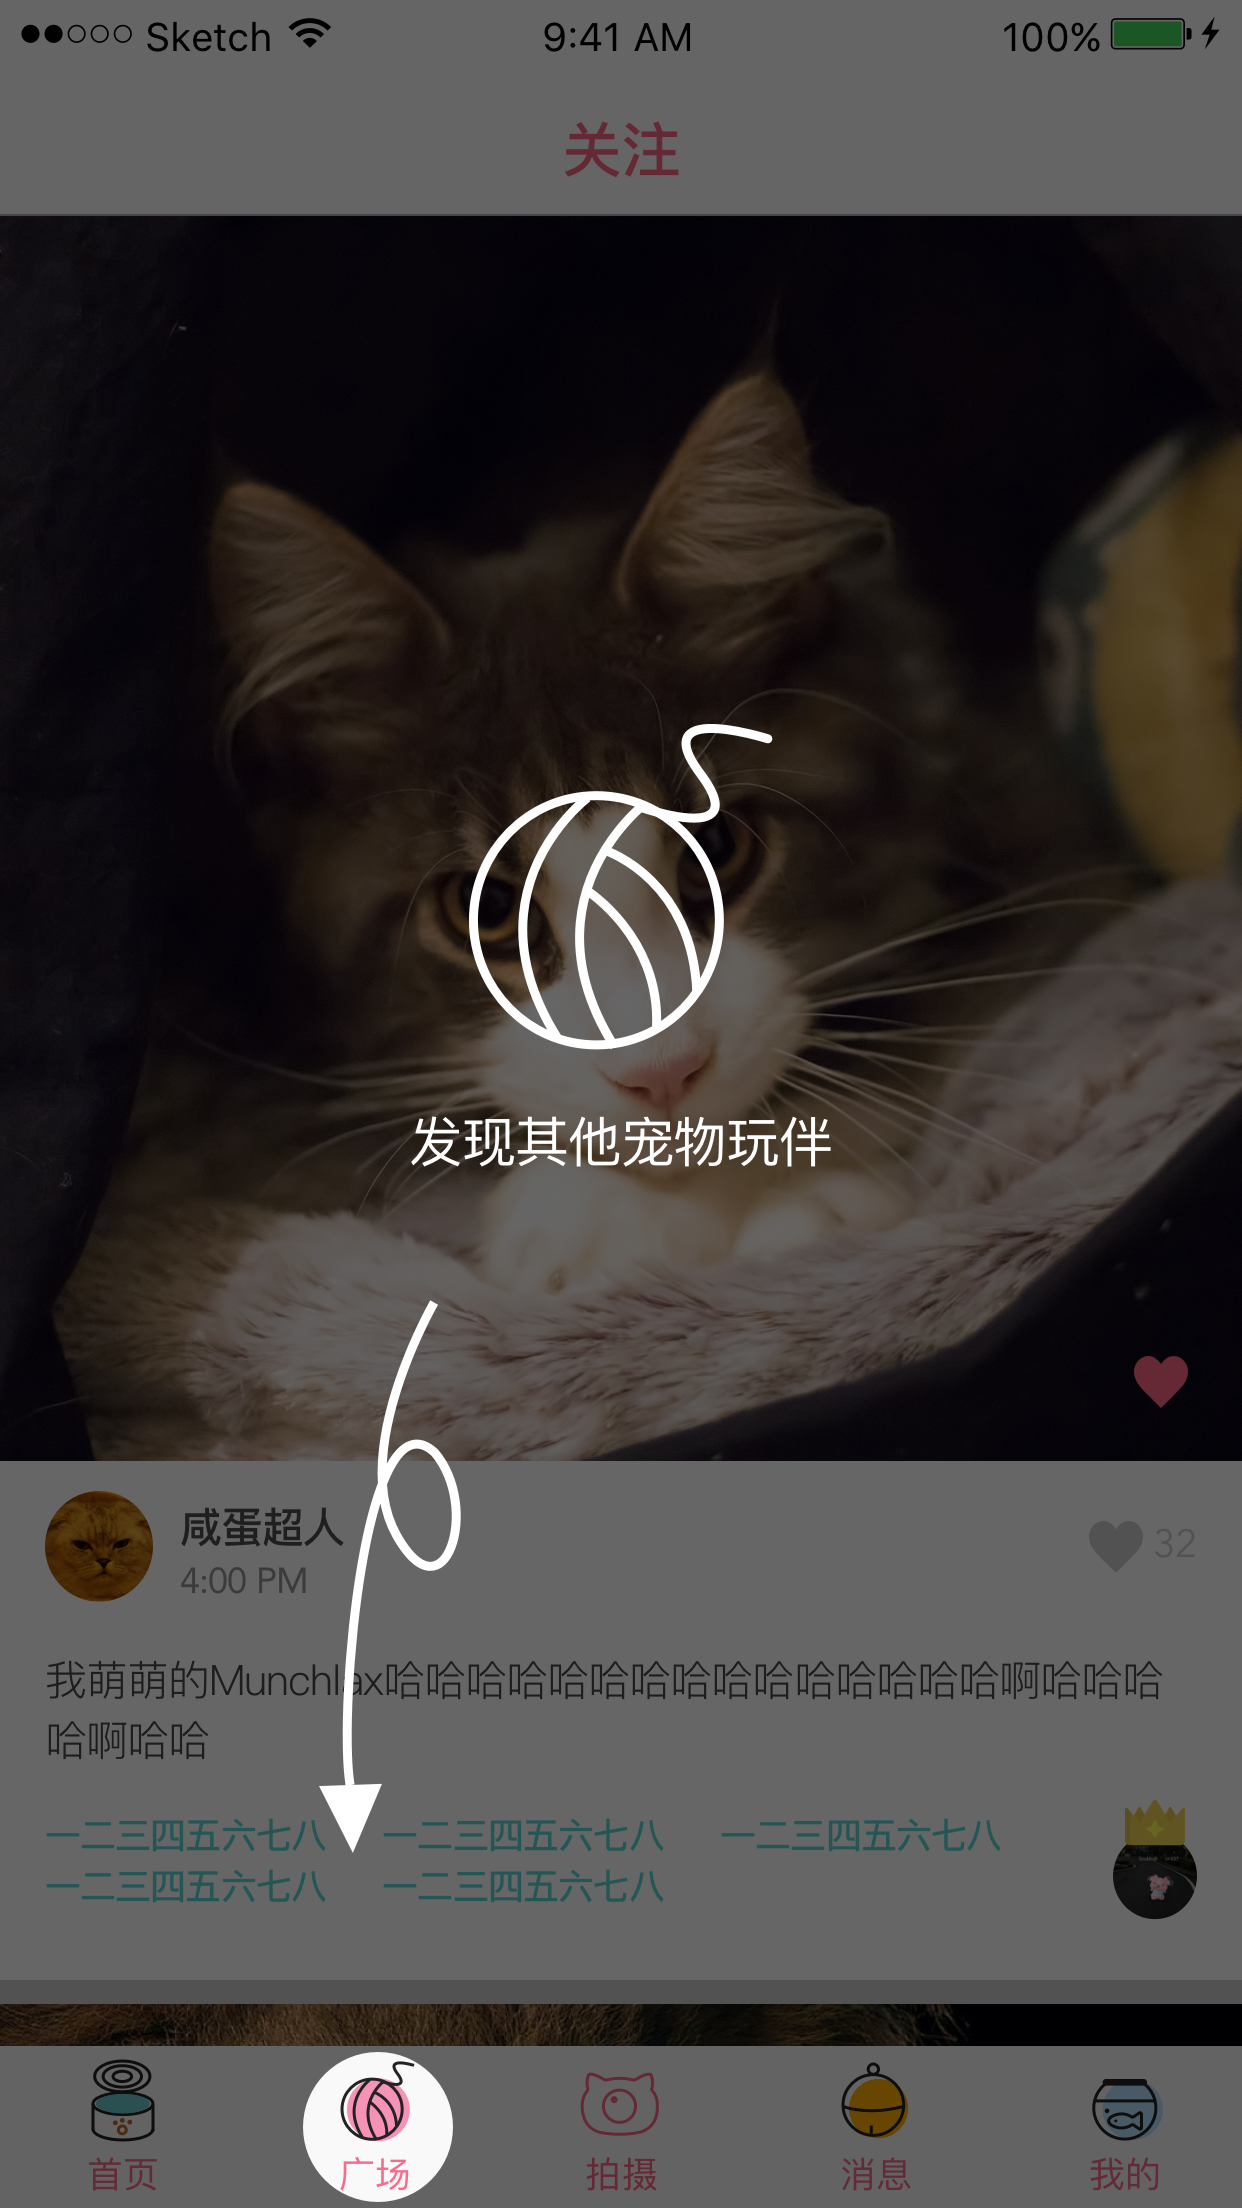 Sketch 9:41 AM 100%
关注
发现其他宠物玩伴
咸蛋超人
32
4:00 PM
我萌萌的Munchlax哈哈哈哈哈哈哈哈哈哈哈哈哈哈哈啊哈哈哈
哈啊哈哈
一二三四五六七八 一二三四五六七八 一二三四五六七八
一二三四五六七八 一二三四五六七八
首页 广场 拍摄 消息 我的